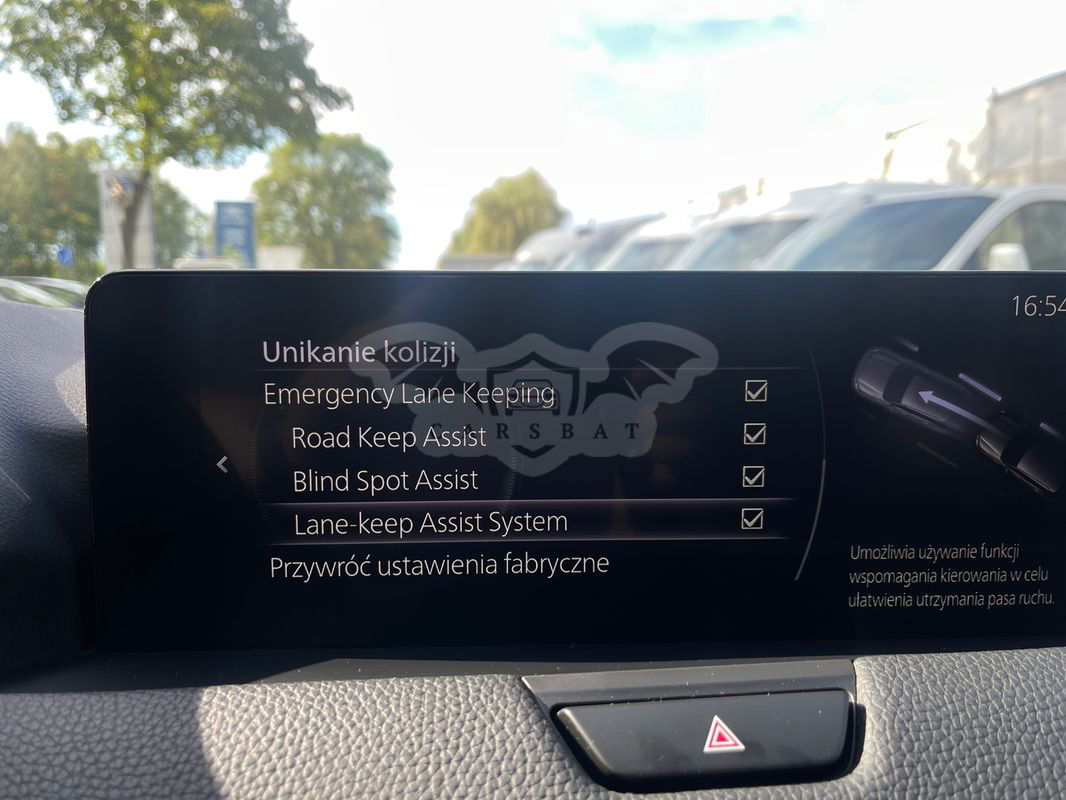 16:54
Unikanie kolizji
Emergency Lane Keeping
CARSBAT
Road Keep Assist
Blind Spot Assist
Lane-keep Assist System
Przywróć ustawienia fabryczne
Umożliwia używanie funkcji
wspomagania kierowania w celu
ułatwienia utrzymania pasa ruchu.